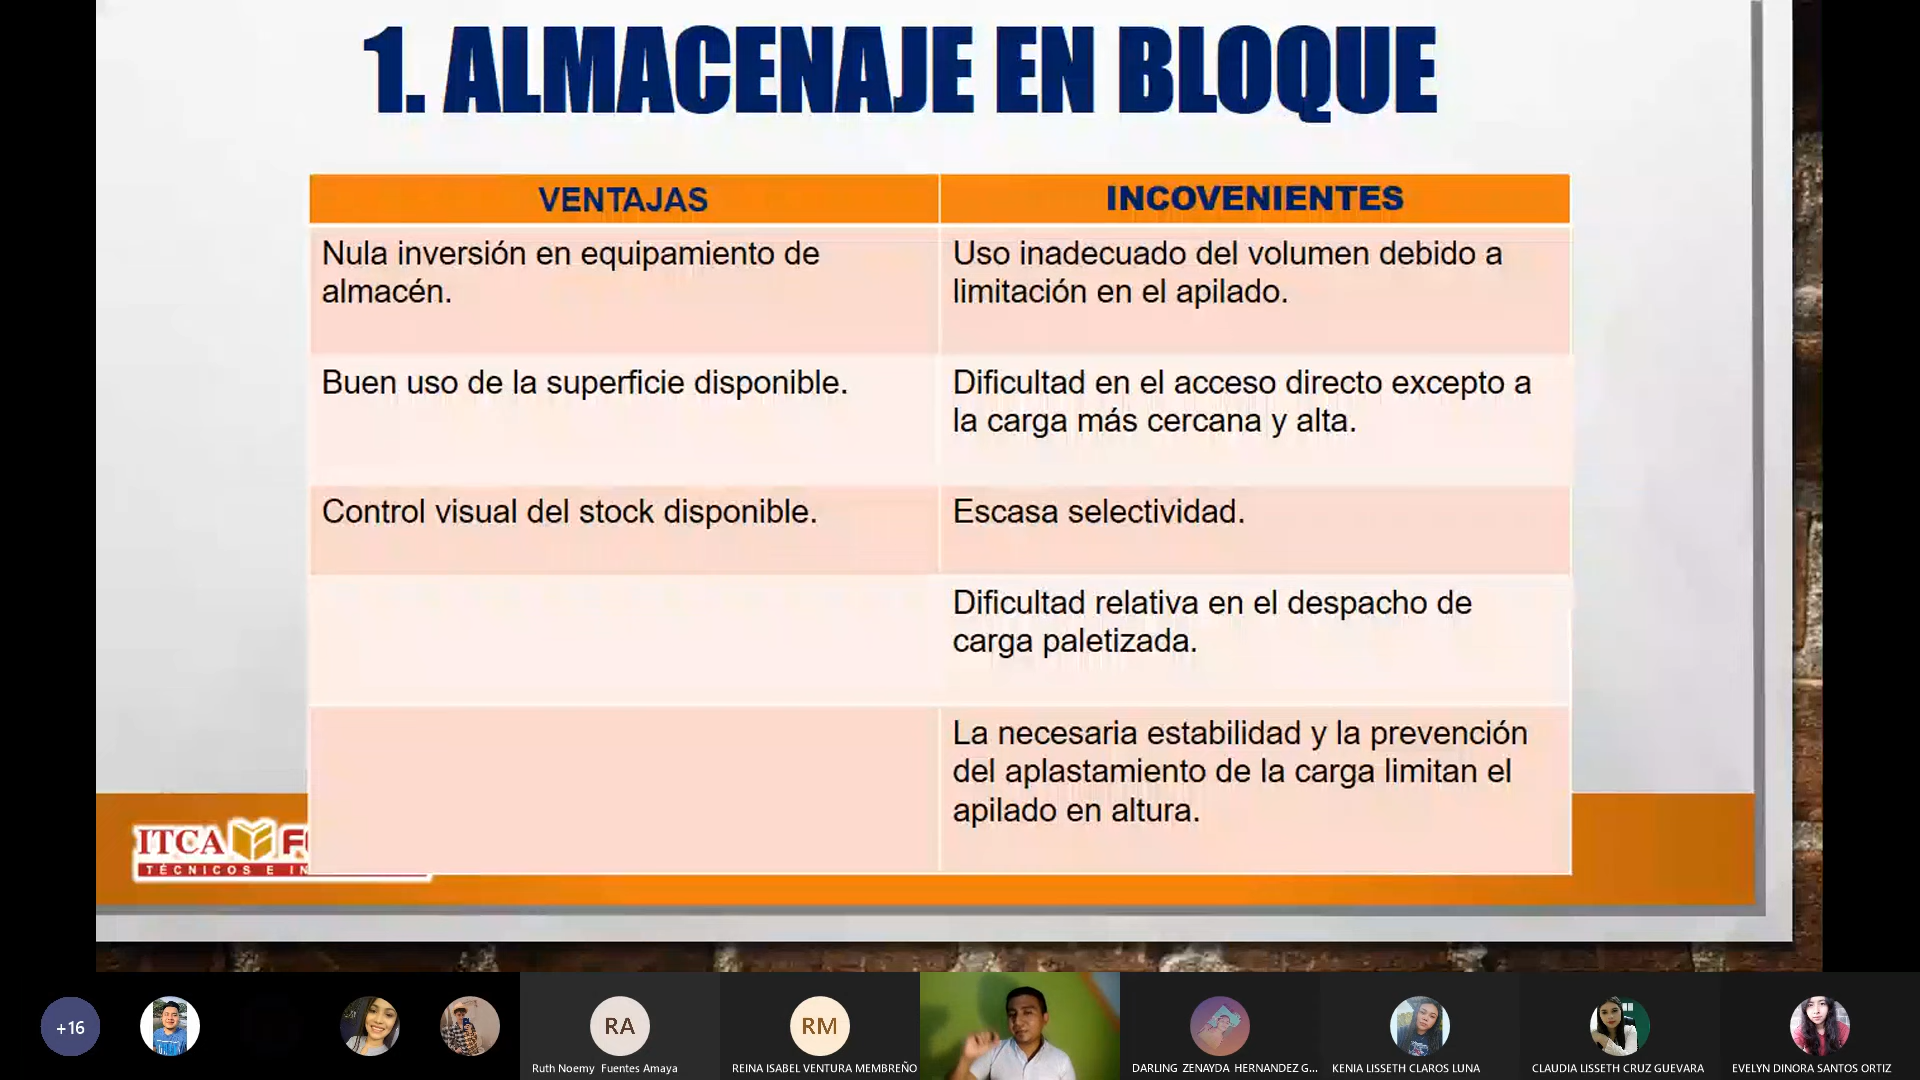 1. ALMACENAJE EN BLOQUE
VENTAJAS
INCOVENIENTES
Nula inversión en equipamiento de
almacén.
Uso inadecuado del volumen debido a
limitación en el apilado.
Buen uso de la superficie disponible.
Dificultad en el acceso directo excepto a
la carga más cercana y alta.
Control visual del stock disponible.
Escasa selectividad.
Dificultad relativa en el despacho de
carga paletizada.
La necesaria estabilidad y la prevención
del aplastamiento de la carga limitan el
apilado en altura.
ITCA
TÉCNICOS E
+16
RA
RM
Ruth Noemy Fuentes Amaya
REINA ISABEL VENTURA MEMBREÑO
DARLING ZENAYDA HERNANDEZ G...
KENIA LISSETH CLAROS LUNA
CLAUDIA LISSETH CRUZ GUEVARA
EVELYN DINORA SANTOS ORTIZ